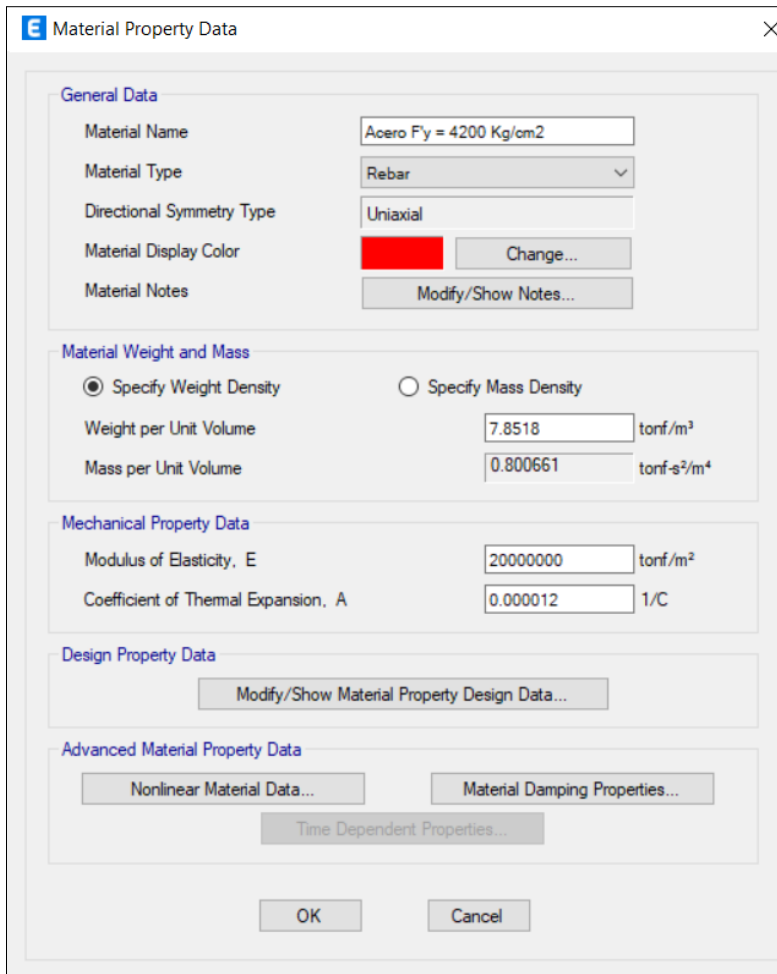 E Material Property Data
General Data
Material Name Acero F'y = 4200 Kg/cm2
Material Type Rebar
Directional Symmetry Type Uniaxial
Material Display Color Change...
Material Notes Modify/Show Notes...
Material Weight and Mass
Specify Weight Density Specify Mass Density
Weight per Unit Volume 7.8518 tonf/m³
Mass per Unit Volume 0.800661 tonf-s²/m⁴
Mechanical Property Data
Modulus of Elasticity, E 20000000 tonf/m²
Coefficient of Thermal Expansion, A 0.000012 1/C
Design Property Data
Modify/Show Material Property Design Data...
Advanced Material Property Data
Nonlinear Material Data... Material Damping Properties...
Time Dependent Properties...
OK Cancel